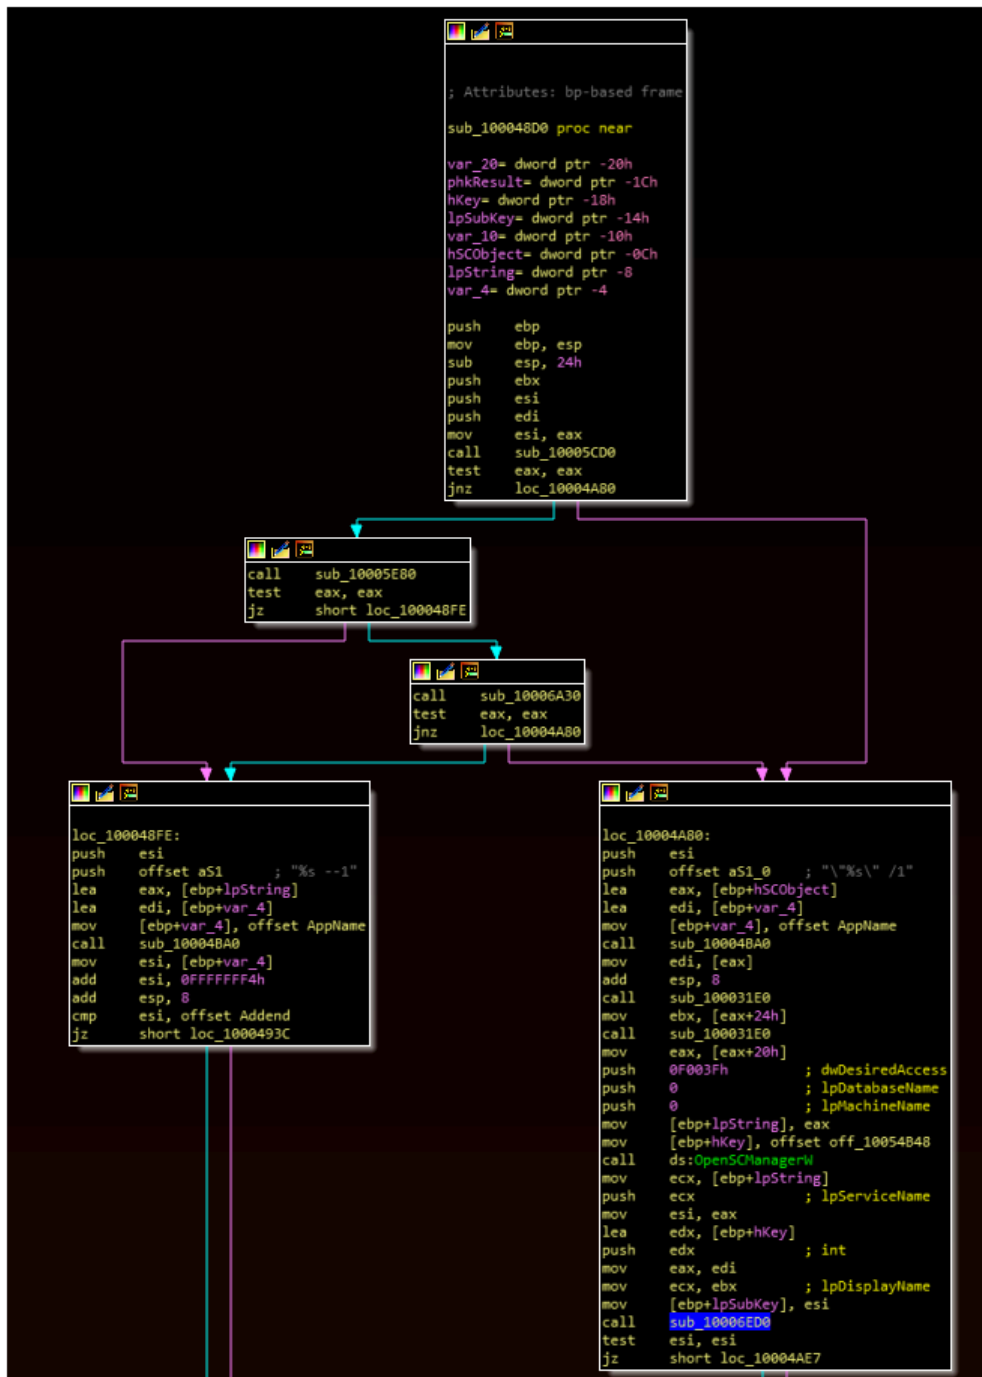 ; Attributes: bp-based frame
sub_100048D0 proc near
var_20= dword ptr -20h
phkResult= dword ptr -1Ch
hKey= dword ptr -18h
lpSubKey= dword ptr -14h
var_10= dword ptr -10h
hSCObject= dword ptr -0Ch
lpString= dword ptr -8
var_4= dword ptr -4
push ebp
mov ebp, esp
sub esp, 24h
push ebx
push esi
push edi
mov esi, eax
call sub_10005CD0
test eax, eax
jnz loc_10004A80
call sub_10005E80
test eax, eax
jz short loc_100048FE
call sub_10006A30
test eax, eax
jnz loc_10004A80
loc_100048FE:
push esi
push offset aS1 ; "%s --1"
lea eax, [ebp+lpString]
lea edi, [ebp+var_4]
mov [ebp+var_4], offset AppName
call sub_10004BA0
mov esi, [ebp+var_4]
add esi, 0FFFFFFF4h
add esp, 8
cmp esi, offset Addend
jz short loc_1000493C
loc_10004A80:
push esi
push offset aS1_0 ; "\"%s\" /1"
lea eax, [ebp+hSCObject]
lea edi, [ebp+var_4]
mov [ebp+var_4], offset AppName
call sub_10004BA0
mov edi, [eax]
add esp, 8
call sub_100031E0
mov ebx, [eax+24h]
call sub_100031E0
mov eax, [eax+20h]
push 0F003Fh ; dwDesiredAccess
push 0 ; lpDatabaseName
push 0 ; lpMachineName
mov [ebp+lpString], eax
mov [ebp+hKey], offset off_10054B48
call ds:OpenSCManagerW
mov ecx, [ebp+lpString]
push ecx ; lpServiceName
mov esi, eax
lea edx, [ebp+hKey]
push edx ; int
mov eax, edi
mov ecx, ebx ; lpDisplayName
mov [ebp+lpSubKey], esi
call sub_10006ED0
test esi, esi
jz short loc_10004AE7